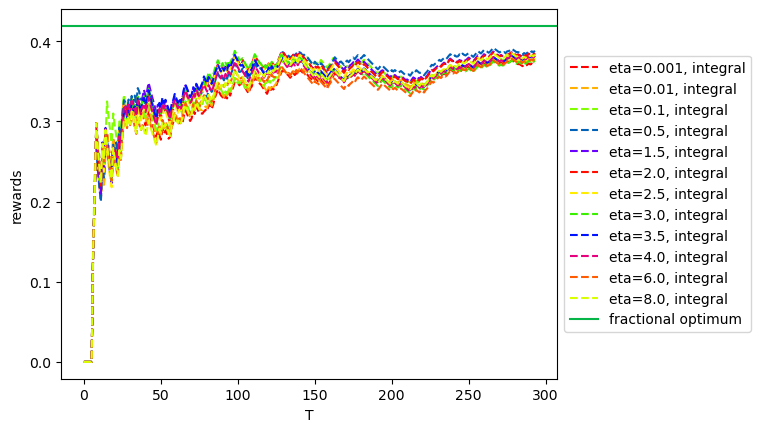 0.4
0.3
0.2
0.1
0.0
rewards
0
50
100
150
200
250
300
T
eta=0.001, integral
eta=0.01, integral
eta=0.1, integral
eta=0.5, integral
eta=1.5, integral
eta=2.0, integral
eta=2.5, integral
eta=3.0, integral
eta=3.5, integral
eta=4.0, integral
eta=6.0, integral
eta=8.0, integral
fractional optimum